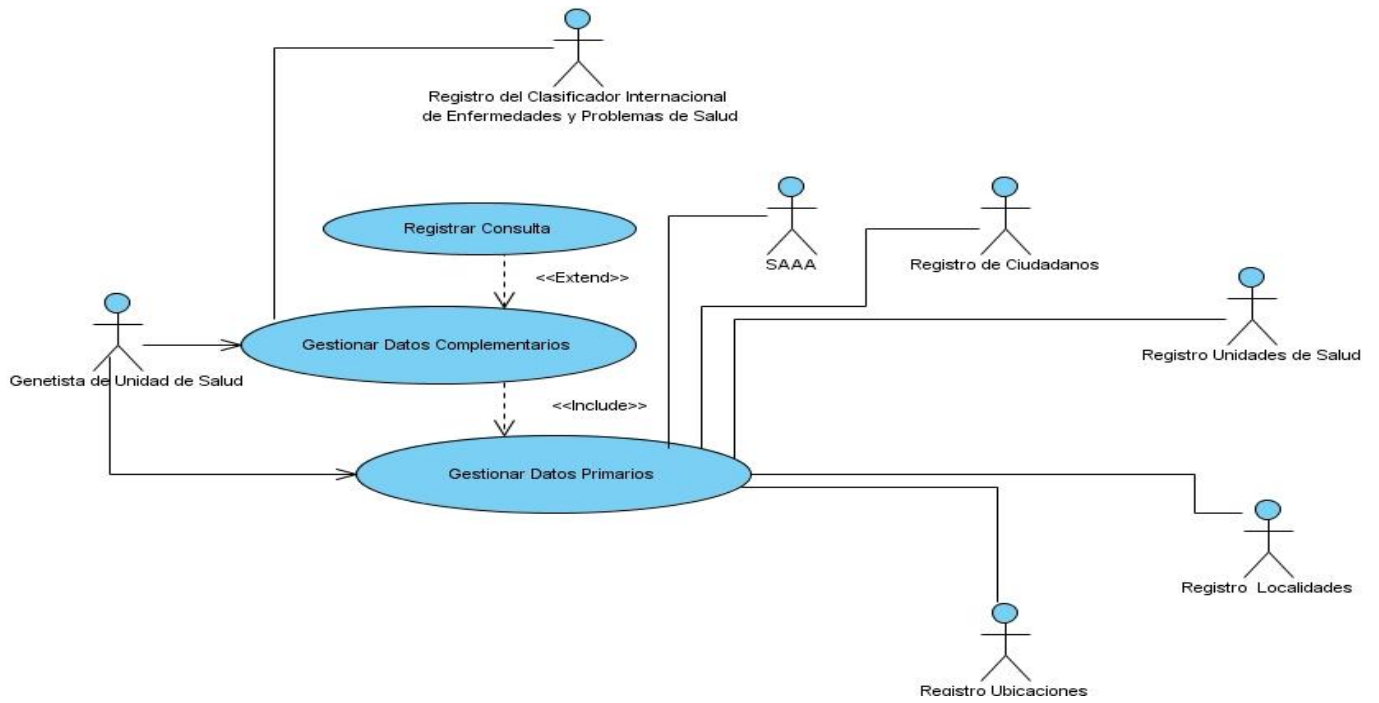 Registro del Clasificador Internacional
de Enfermedades y Problemas de Salud
Registrar Consulta
SAAA
Registro de Ciudadanos
<<Extend>>
Gestionar Datos Complementarios
Registro Unidades de Salud
Genetista de Unidad de Salud
<<Include>>
Gestionar Datos Primarios
Registro Localidades
Registro Ubicaciones